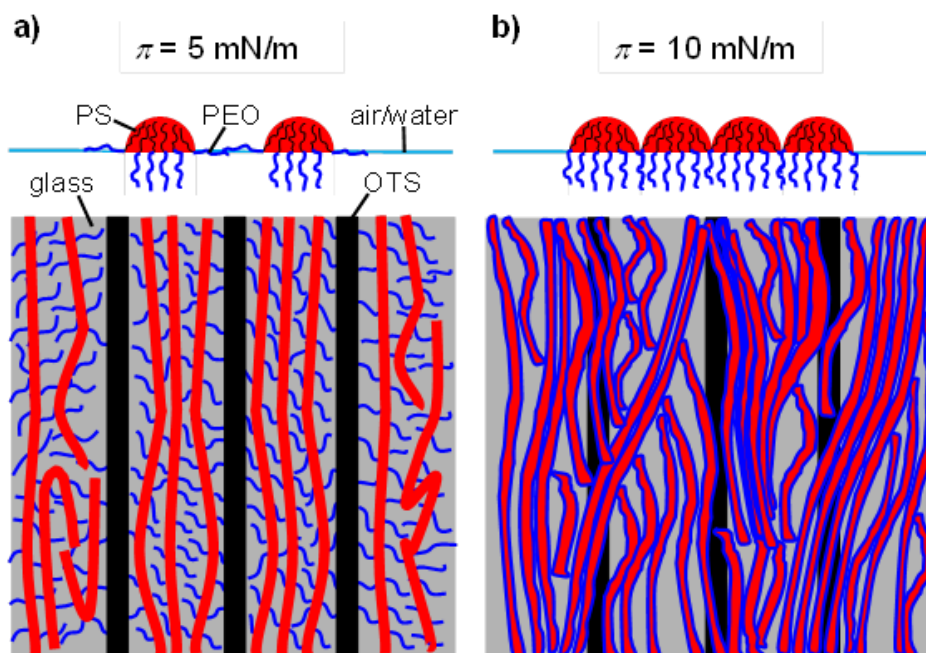 a)
π = 5 mN/m
PS
PEO
air/water
glass
OTS
b)
π = 10 mN/m